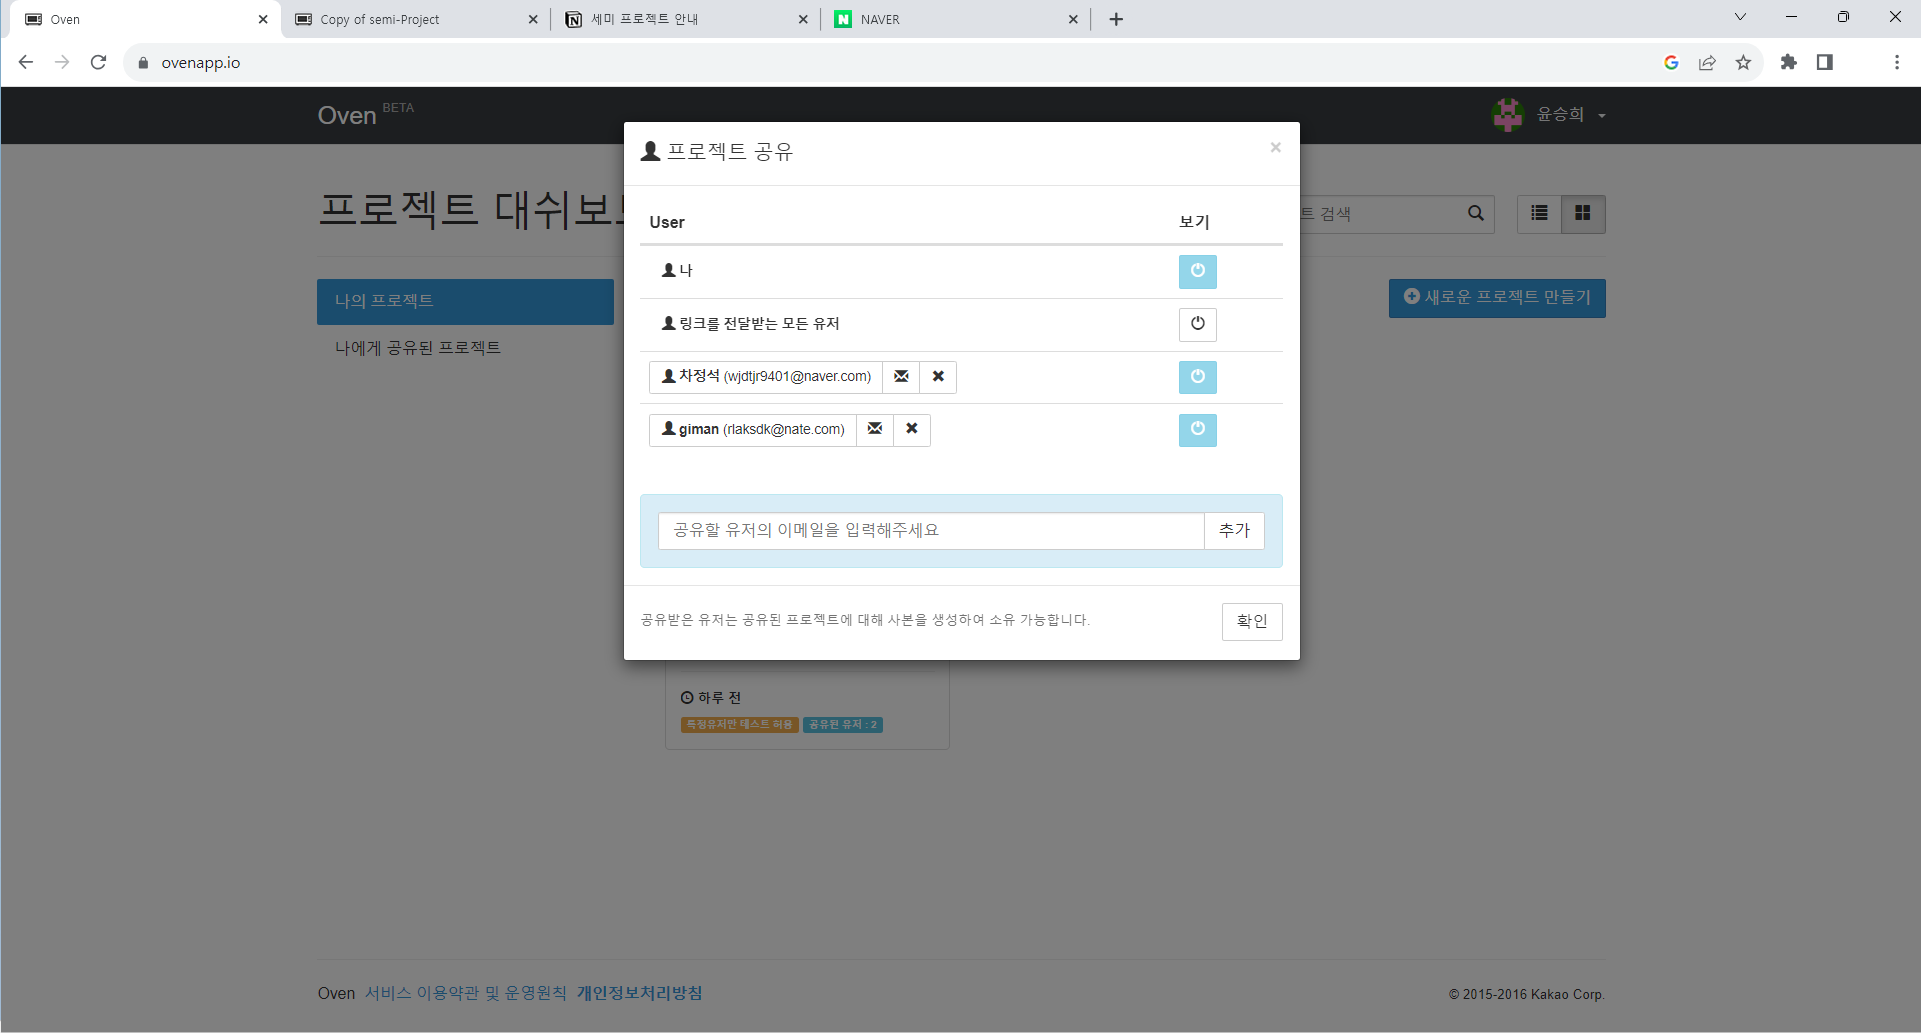 Oven
Copy of semi-Project
세미 프로젝트 안내
NAVER
ovenapp.io
Oven BETA
윤승희
프로젝트 공유
프로젝트 대쉬보
트 검색
User 보기
나의 프로젝트
나
새로운 프로젝트 만들기
링크를 전달받는 모든 유저
나에게 공유된 프로젝트
차정석 (wjdtjr9401@naver.com)
giman (rlaksdk@nate.com)
공유할 유저의 이메일을 입력해주세요 추가
공유받은 유저는 공유된 프로젝트에 대해 사본을 생성하여 소유 가능합니다. 확인
하루 전
특정유저만 테스트 허용 공유된 유저 : 2
Oven 서비스 이용약관 및 운영원칙 개인정보처리방침
© 2015-2016 Kakao Corp.